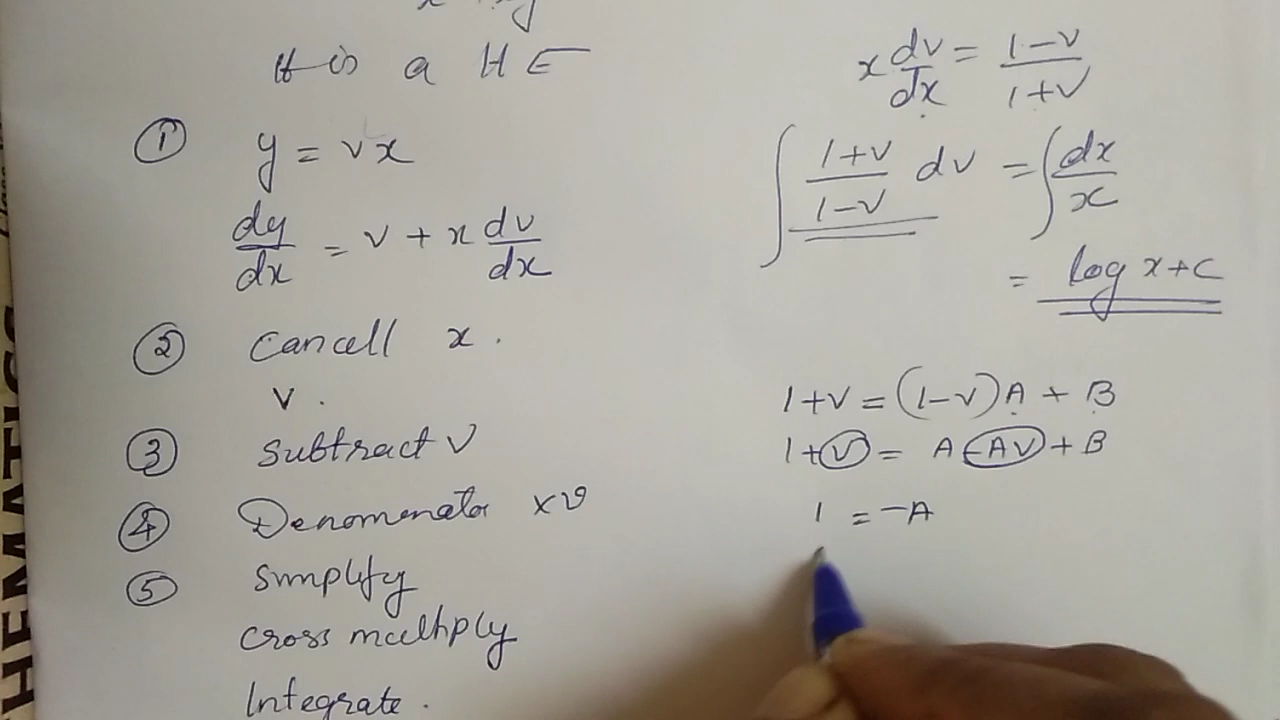 It is a HE
① y = vx
dy/dx = v + x dv/dx
② Cancell x.
v.
③ Subtract v
④ Denomenator xv
⑤ Simplify
Cross multiply
Integrate.
x dv/dx = 1-v/1+v
∫ 1+v/1-v dv = ∫ dx/x
= log x+c
1+v = (1-v)A + B
1+v = A -AV + B
1 = -A
THEMATICS